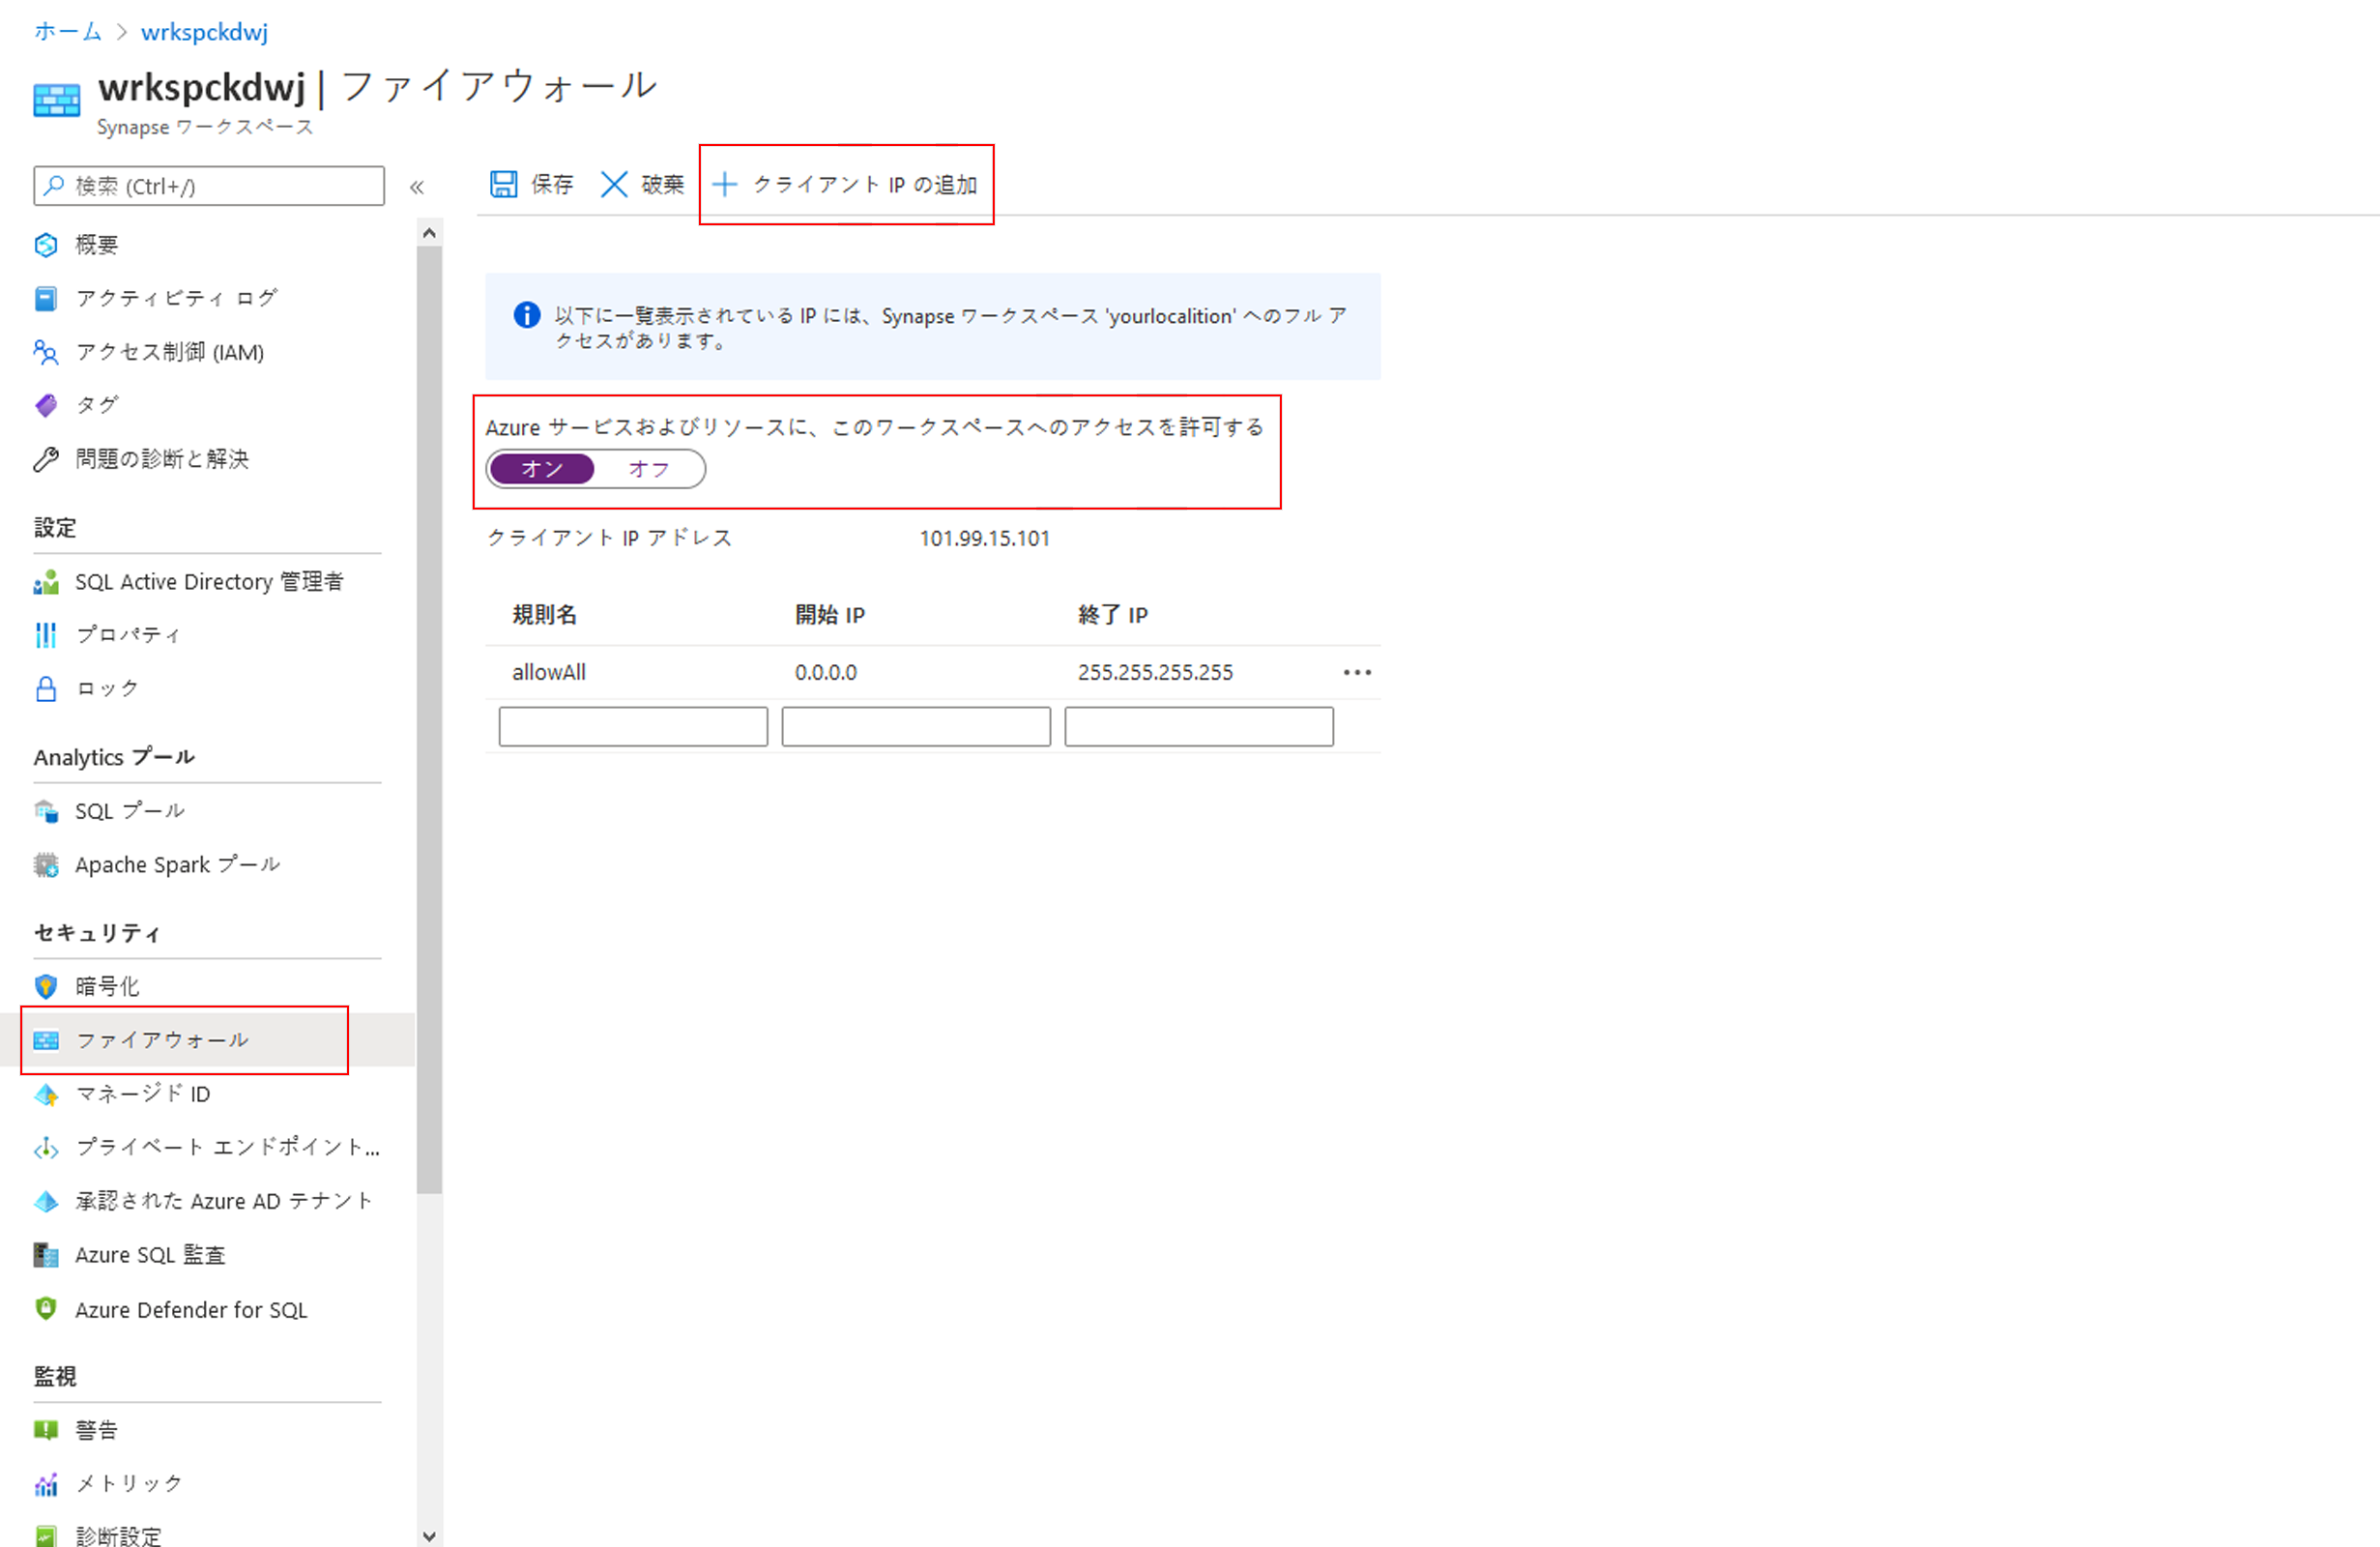 ホーム > wrkspckdwj
wrkspckdwj | ファイアウォール
Synapse ワークスペース
検索 (Ctrl+/)
概要
アクティビティ ログ
アクセス制御 (IAM)
タグ
問題の診断と解決
設定
SQL Active Directory 管理者
プロパティ
ロック
Analytics プール
SQL プール
Apache Spark プール
セキュリティ
暗号化
ファイアウォール
マネージド ID
プライベート エンドポイント...
承認された Azure AD テナント
Azure SQL 監査
Azure Defender for SQL
監視
警告
メトリック
診断設定
保存 破棄 クライアント IP の追加
以下に一覧表示されている IP には、Synapse ワークスペース 'yourlocalition' へのフル ア
クセスがあります。
Azure サービスおよびリソースに、このワークスペースへのアクセスを許可する
オン オフ
クライアント IP アドレス 101.99.15.101
規則名 開始 IP 終了 IP
allowAll 0.0.0.0 255.255.255.255